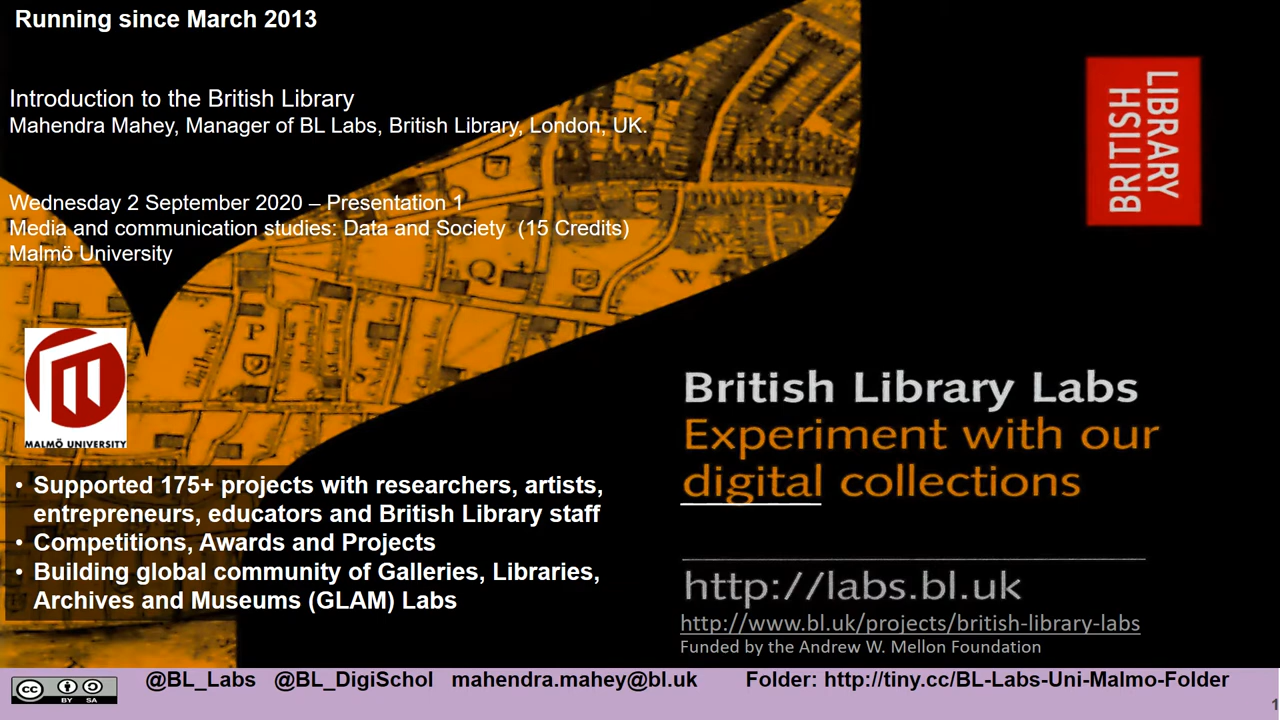 Running since March 2013
Introduction to the British Library
Mahendra Mahey, Manager of BL Labs, British Library, London, UK.
Wednesday 2 September 2020 – Presentation 1
Media and communication studies: Data and Society (15 Credits)
Malmö University
BRITISH
LIBRARY
Q
W
P
S
MALMÖ UNIVERSITY
British Library Labs
Experiment with our
digital collections
• Supported 175+ projects with researchers, artists,
entrepreneurs, educators and British Library staff
• Competitions, Awards and Projects
• Building global community of Galleries, Libraries,
Archives and Museums (GLAM) Labs
http://labs.bl.uk
http://www.bl.uk/projects/british-library-labs
Funded by the Andrew W. Mellon Foundation
cc BY SA
@BL_Labs @BL_DigiSchol mahendra.mahey@bl.uk Folder: http://tiny.cc/BL-Labs-Uni-Malmo-Folder
1